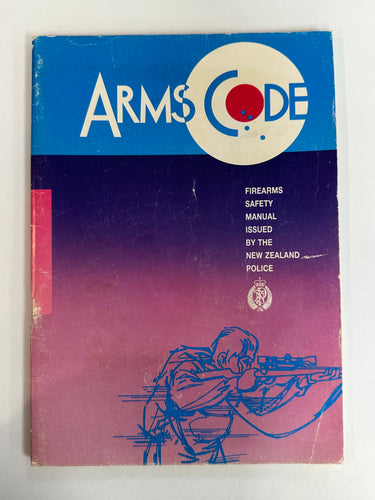 ARMS CODE
FIREARMS
SAFETY
MANUAL
ISSUED
BY THE
NEW ZEALAND
POLICE